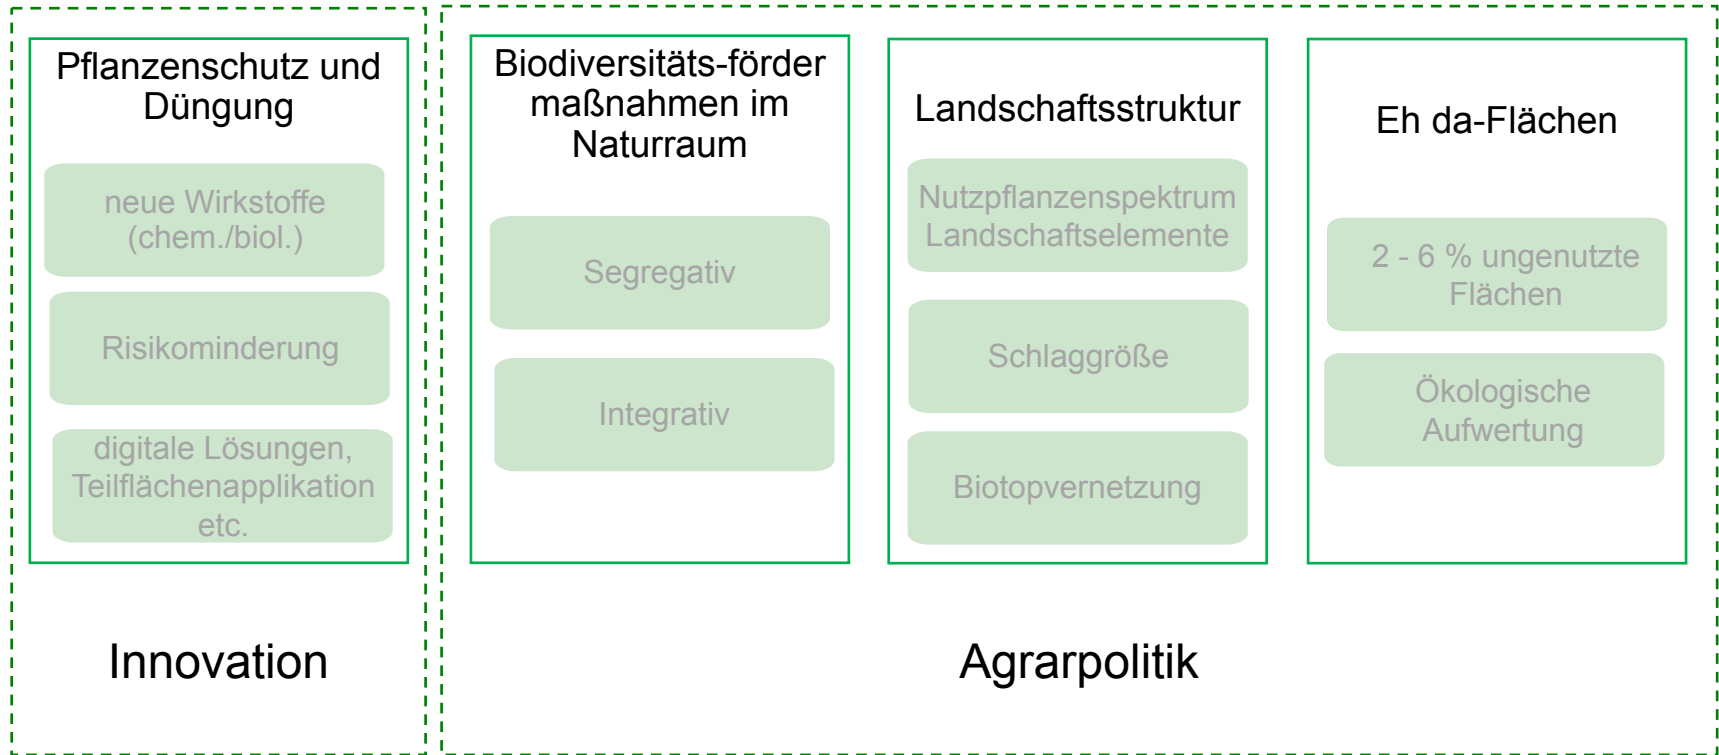 Pflanzenschutz und
Düngung
neue Wirkstoffe
(chem./biol.)
Risikominderung
digitale Lösungen,
Teilflächenapplikation
etc.
Innovation
Biodiversitäts-förder
maßnahmen im
Naturraum
Segregativ
Integrativ
Landschaftsstruktur
Nutzpflanzenspektrum
Landschaftselemente
Schlaggröße
Biotopvernetzung
Eh da-Flächen
2 - 6 % ungenutzte
Flächen
Ökologische
Aufwertung
Agrarpolitik